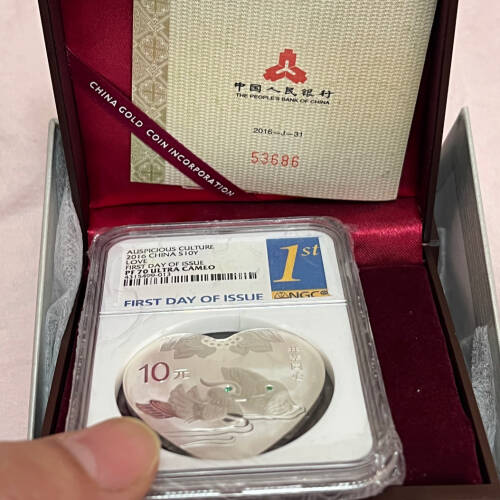 中国人民银行
THE PEOPLE'S BANK OF CHINA
2016-J-31
53686
CHINA GOLD COIN INCORPORATION
AUSPICIOUS CULTURE
2016 CHINA S10Y
LOVE
FIRST DAY OF ISSUE
PF 70 ULTRA CAMEO
4315499-013
FIRST DAY OF ISSUE
1st
NGC
10元